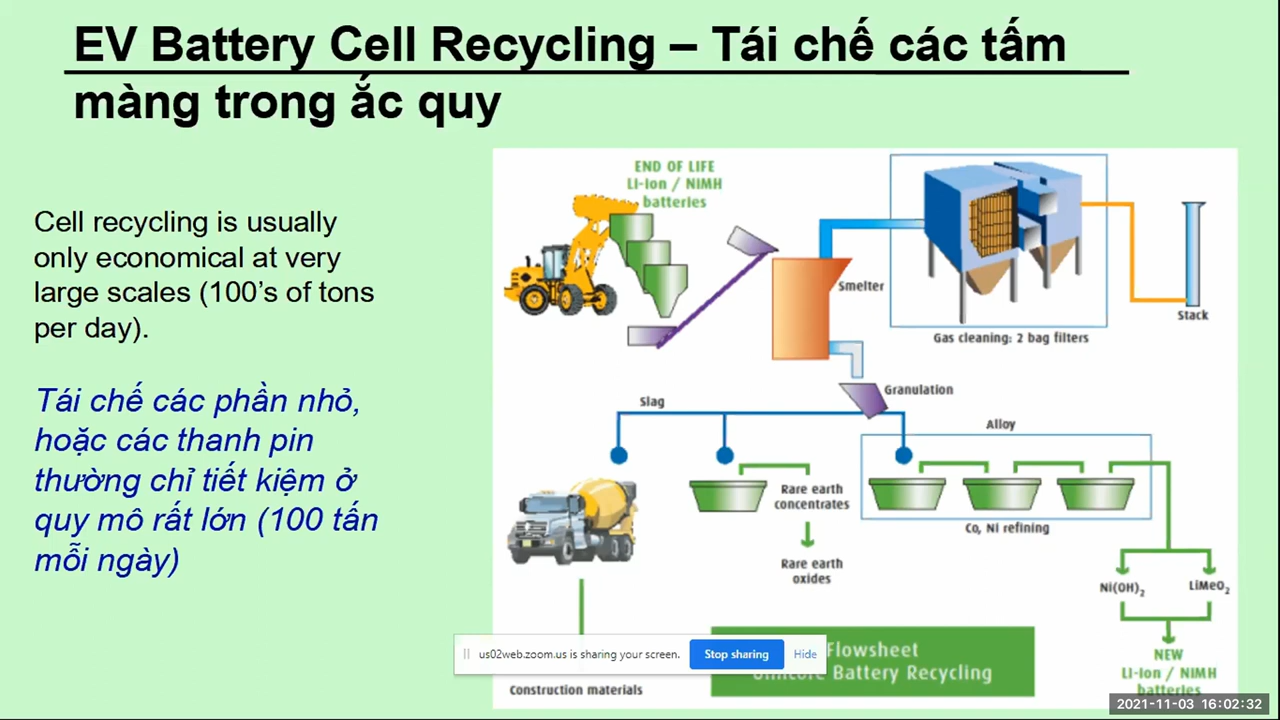 EV Battery Cell Recycling – Tái chế các tấm
màng trong ắc quy
Cell recycling is usually
only economical at very
large scales (100's of tons
per day).
Tái chế các phần nhỏ,
hoặc các thanh pin
thường chỉ tiết kiệm ở
quy mô rất lớn (100 tấn
mỗi ngày)
END OF LIFE
Li-Ion / NIMH
batteries
Smelter
Gas cleaning: 2 bag filters
Stack
Granulation
Slag
Alloy
Rare earth
concentrates
Rare earth
oxides
Co, Ni refining
Ni(OH)₂
LiMeO₂
NEW
Li-Ion / NIMH
batteries
Construction materials
Flowsheet
Battery Recycling
us02web.zoom.us is sharing your screen.
Stop sharing
Hide
2021-11-03 16:02:32